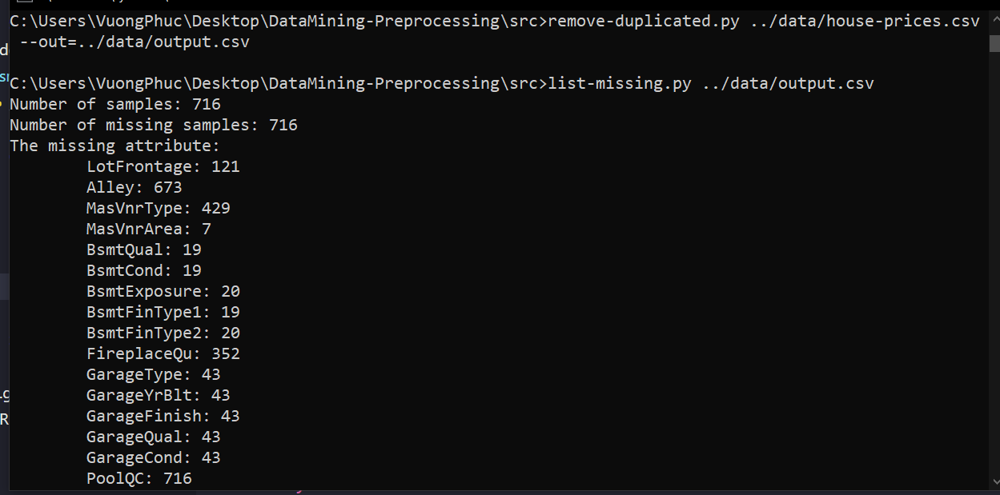 C:\Users\VuongPhuc\Desktop\DataMining-Preprocessing\src>remove-duplicated.py ../data/house-prices.csv
--out=../data/output.csv
C:\Users\VuongPhuc\Desktop\DataMining-Preprocessing\src>list-missing.py ../data/output.csv
Number of samples: 716
Number of missing samples: 716
The missing attribute:
LotFrontage: 121
Alley: 673
MasVnrType: 429
MasVnrArea: 7
BsmtQual: 19
BsmtCond: 19
BsmtExposure: 20
BsmtFinType1: 19
BsmtFinType2: 20
FireplaceQu: 352
GarageType: 43
GarageYrBlt: 43
GarageFinish: 43
GarageQual: 43
GarageCond: 43
PoolQC: 716